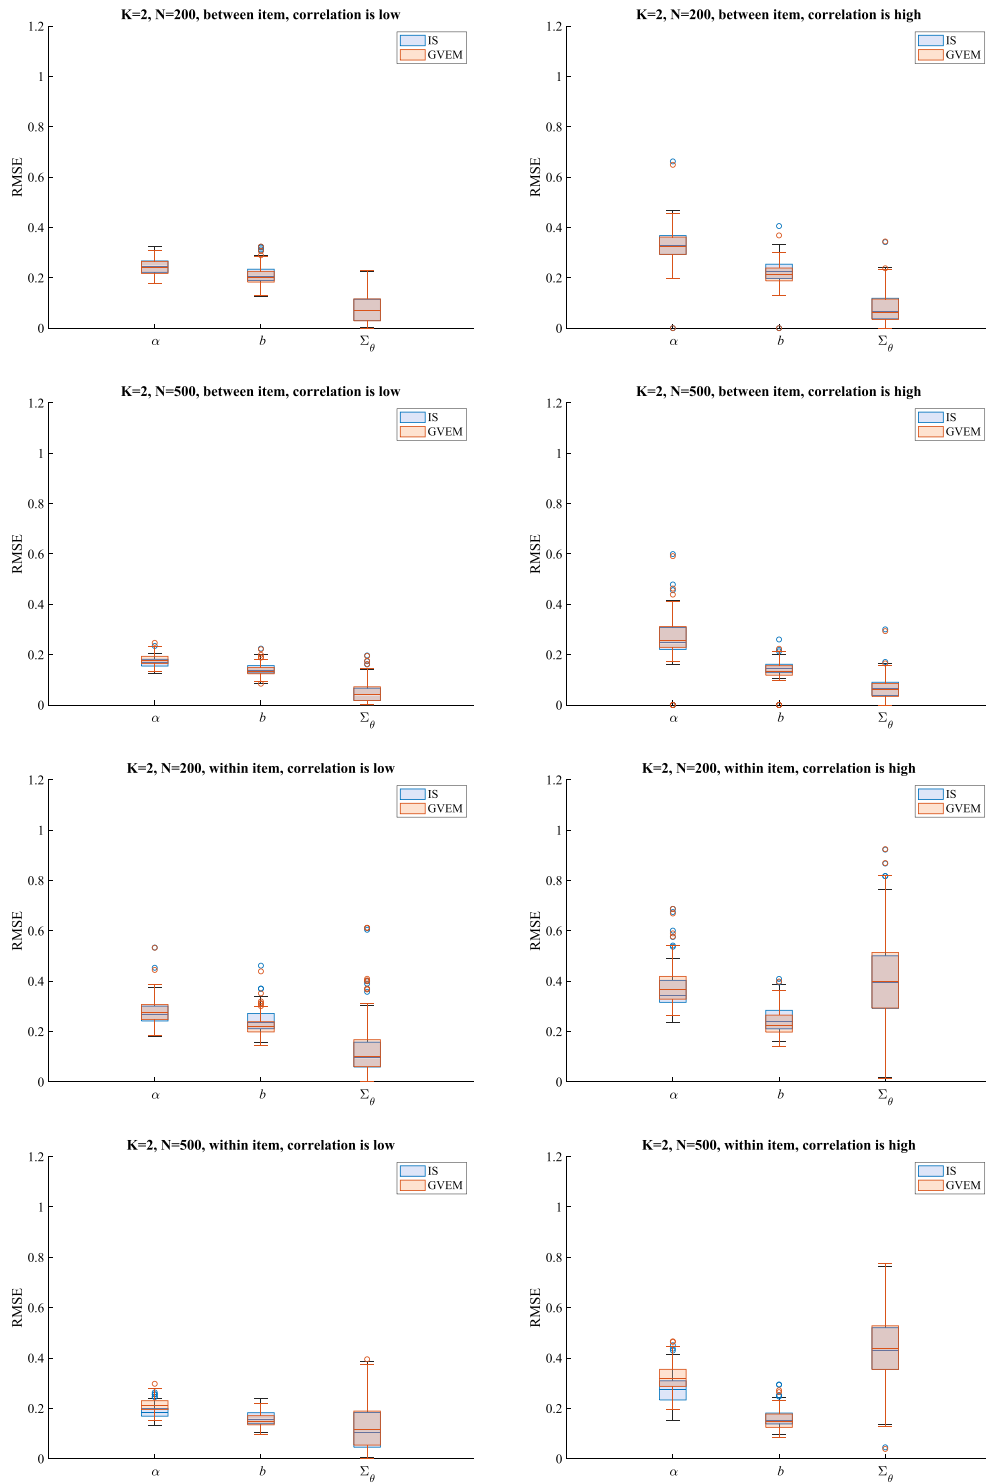 K=2, N=200, between item, correlation is low
1.2
1
0.8
0.6
0.4
0.2
0
RMSE
α
b
Σθ
IS
GVEM
K=2, N=200, between item, correlation is high
1.2
1
0.8
0.6
0.4
0.2
0
RMSE
α
b
Σθ
IS
GVEM
K=2, N=500, between item, correlation is low
1.2
1
0.8
0.6
0.4
0.2
0
RMSE
α
b
Σθ
IS
GVEM
K=2, N=500, between item, correlation is high
1.2
1
0.8
0.6
0.4
0.2
0
RMSE
α
b
Σθ
IS
GVEM
K=2, N=200, within item, correlation is low
1.2
1
0.8
0.6
0.4
0.2
0
RMSE
α
b
Σθ
IS
GVEM
K=2, N=200, within item, correlation is high
1.2
1
0.8
0.6
0.4
0.2
0
RMSE
α
b
Σθ
IS
GVEM
K=2, N=500, within item, correlation is low
1.2
1
0.8
0.6
0.4
0.2
0
RMSE
α
b
Σθ
IS
GVEM
K=2, N=500, within item, correlation is high
1.2
1
0.8
0.6
0.4
0.2
0
RMSE
α
b
Σθ
IS
GVEM